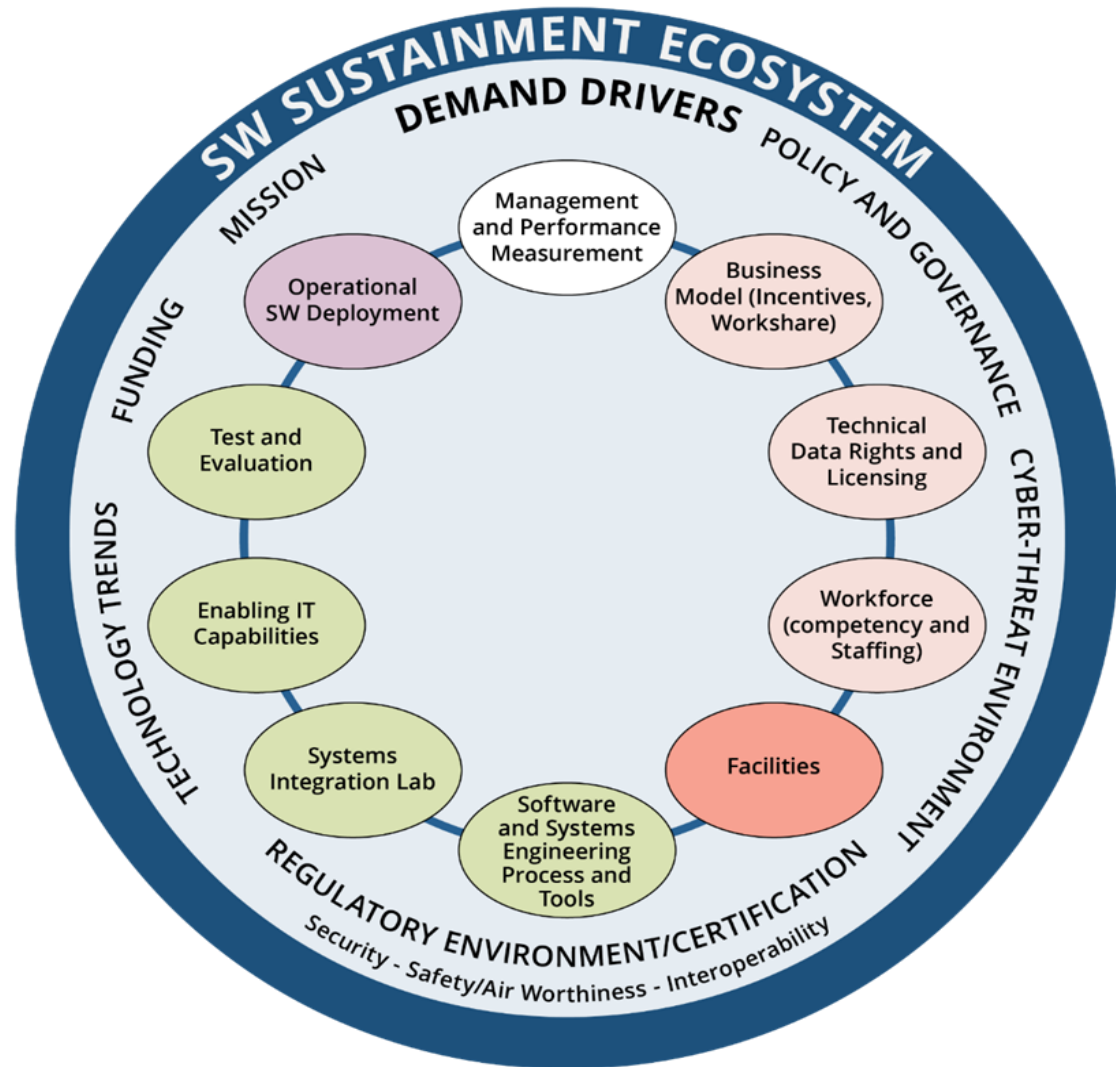 SW SUSTAINMENT ECOSYSTEM
DEMAND DRIVERS
POLICY AND GOVERNANCE
CYBER-THREAT ENVIRONMENT
REGULATORY ENVIRONMENT/CERTIFICATION
Security - Safety/Air Worthiness - Interoperability
TECHNOLOGY TRENDS
FUNDING
MISSION
Management
and Performance
Measurement
Business
Model (Incentives,
Workshare)
Technical
Data Rights and
Licensing
Workforce
(competency and
Staffing)
Facilities
Software
and Systems
Engineering
Process and
Tools
Systems
Integration Lab
Enabling IT
Capabilities
Test and
Evaluation
Operational
SW Deployment